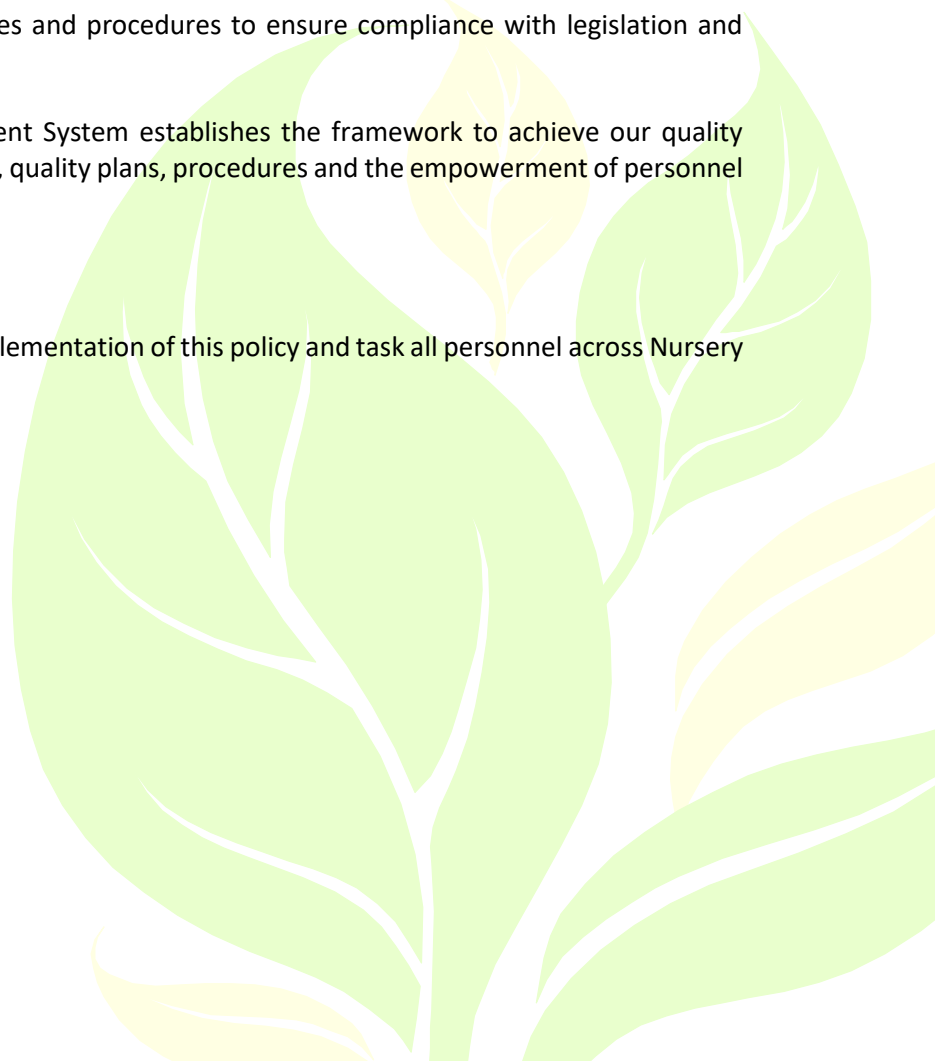 es and procedures to ensure compliance with legislation and
ent System establishes the framework to achieve our quality
, quality plans, procedures and the empowerment of personnel
lementation of this policy and task all personnel across Nursery